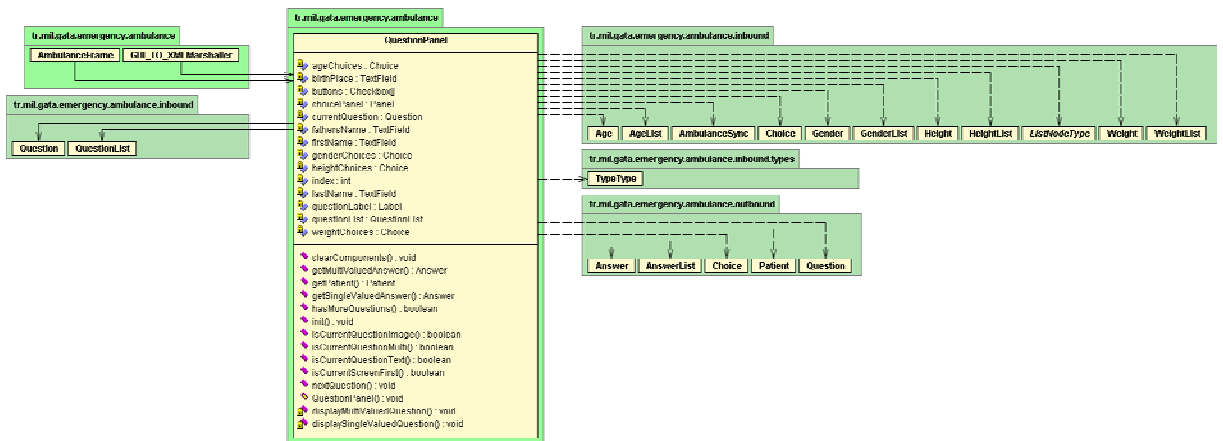 tr.mil.gata.emergency.ambulance
AmbulanceFrame GUI_TO_XMLMarshaller
tr.mil.gata.emergency.ambulance.inbound
Question QuestionList
tr.mil.gata.emergency.ambulance
QuestionPanel
ageChoices : Choice
birthPlace : TextField
buttons : Checkbox[]
choicePanel : Panel
currentQuestion : Question
fathersName : TextField
firstName : TextField
genderChoices : Choice
heightChoices : Choice
index : int
lastName : TextField
questionLabel : Label
questionList : QuestionList
weightChoices : Choice
clearComponents() : void
getMultiValuedAnswer() : Answer
getPatient() : Patient
getSingleValuedAnswer() : Answer
hasMoreQuestions() : boolean
init() : void
isCurrentQuestionImage() : boolean
isCurrentQuestionMulti() : boolean
isCurrentQuestionText() : boolean
isCurrentScreenFirst() : boolean
nextQuestion() : void
QuestionPanel() : void
displayMultiValuedQuestion() : void
displaySingleValuedQuestion() : void
tr.mil.gata.emergency.ambulance.inbound
Age AgeList AmbulanceSync Choice Gender GenderList Height HeightList ListNodeType Weight WeightList
tr.mil.gata.emergency.ambulance.inbound.types
TypeType
tr.mil.gata.emergency.ambulance.outbound
Answer AnswerList Choice Patient Question